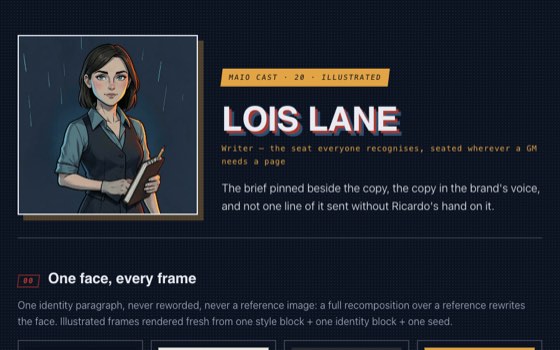 MAIO CAST · 20 · ILLUSTRATED
LOIS LANE
Writer — the seat everyone recognises, seated wherever a GM
needs a page
The brief pinned beside the copy, the copy in the brand's voice,
and not one line of it sent without Ricardo's hand on it.
00 One face, every frame
One identity paragraph, never reworded, never a reference image: a full recomposition over a reference rewrites
the face. Illustrated frames rendered fresh from one style block + one identity block + one seed.